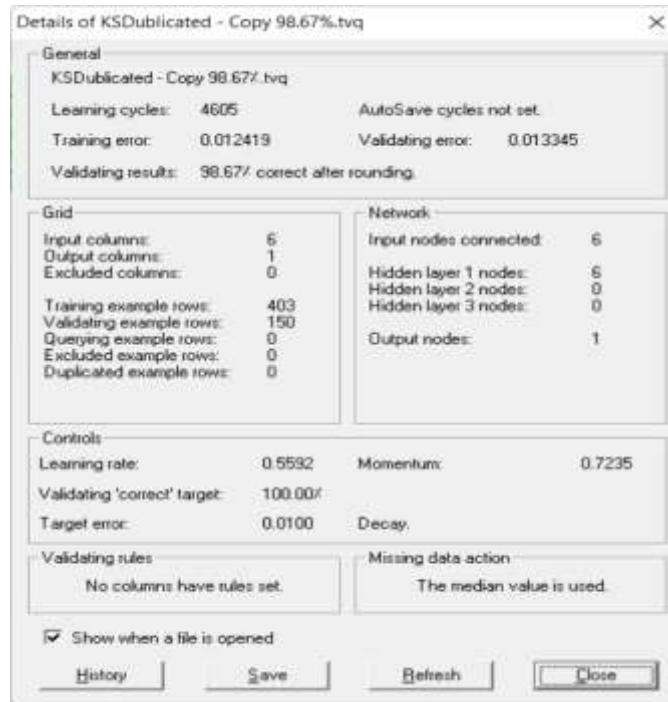 Details of KSDublicated - Copy 98.67%.tvq
General
KSDublicated - Copy 98.67%.tvq
Learning cycles: 4605 AutoSave cycles not set.
Training error: 0.012419 Validating error: 0.013345
Validating results: 98.67% correct after rounding.
Grid
Input columns: 6
Output columns: 1
Excluded columns: 0
Training example rows: 403
Validating example rows: 150
Querying example rows: 0
Excluded example rows: 0
Duplicated example rows: 0
Network
Input nodes connected: 6
Hidden layer 1 nodes: 6
Hidden layer 2 nodes: 0
Hidden layer 3 nodes: 0
Output nodes: 1
Controls
Learning rate: 0.5592 Momentum: 0.7235
Validating 'correct' target: 100.00%
Target error: 0.0100 Decay.
Validating rules
No columns have rules set.
Missing data action
The median value is used.
Show when a file is opened
History Save Refresh Close